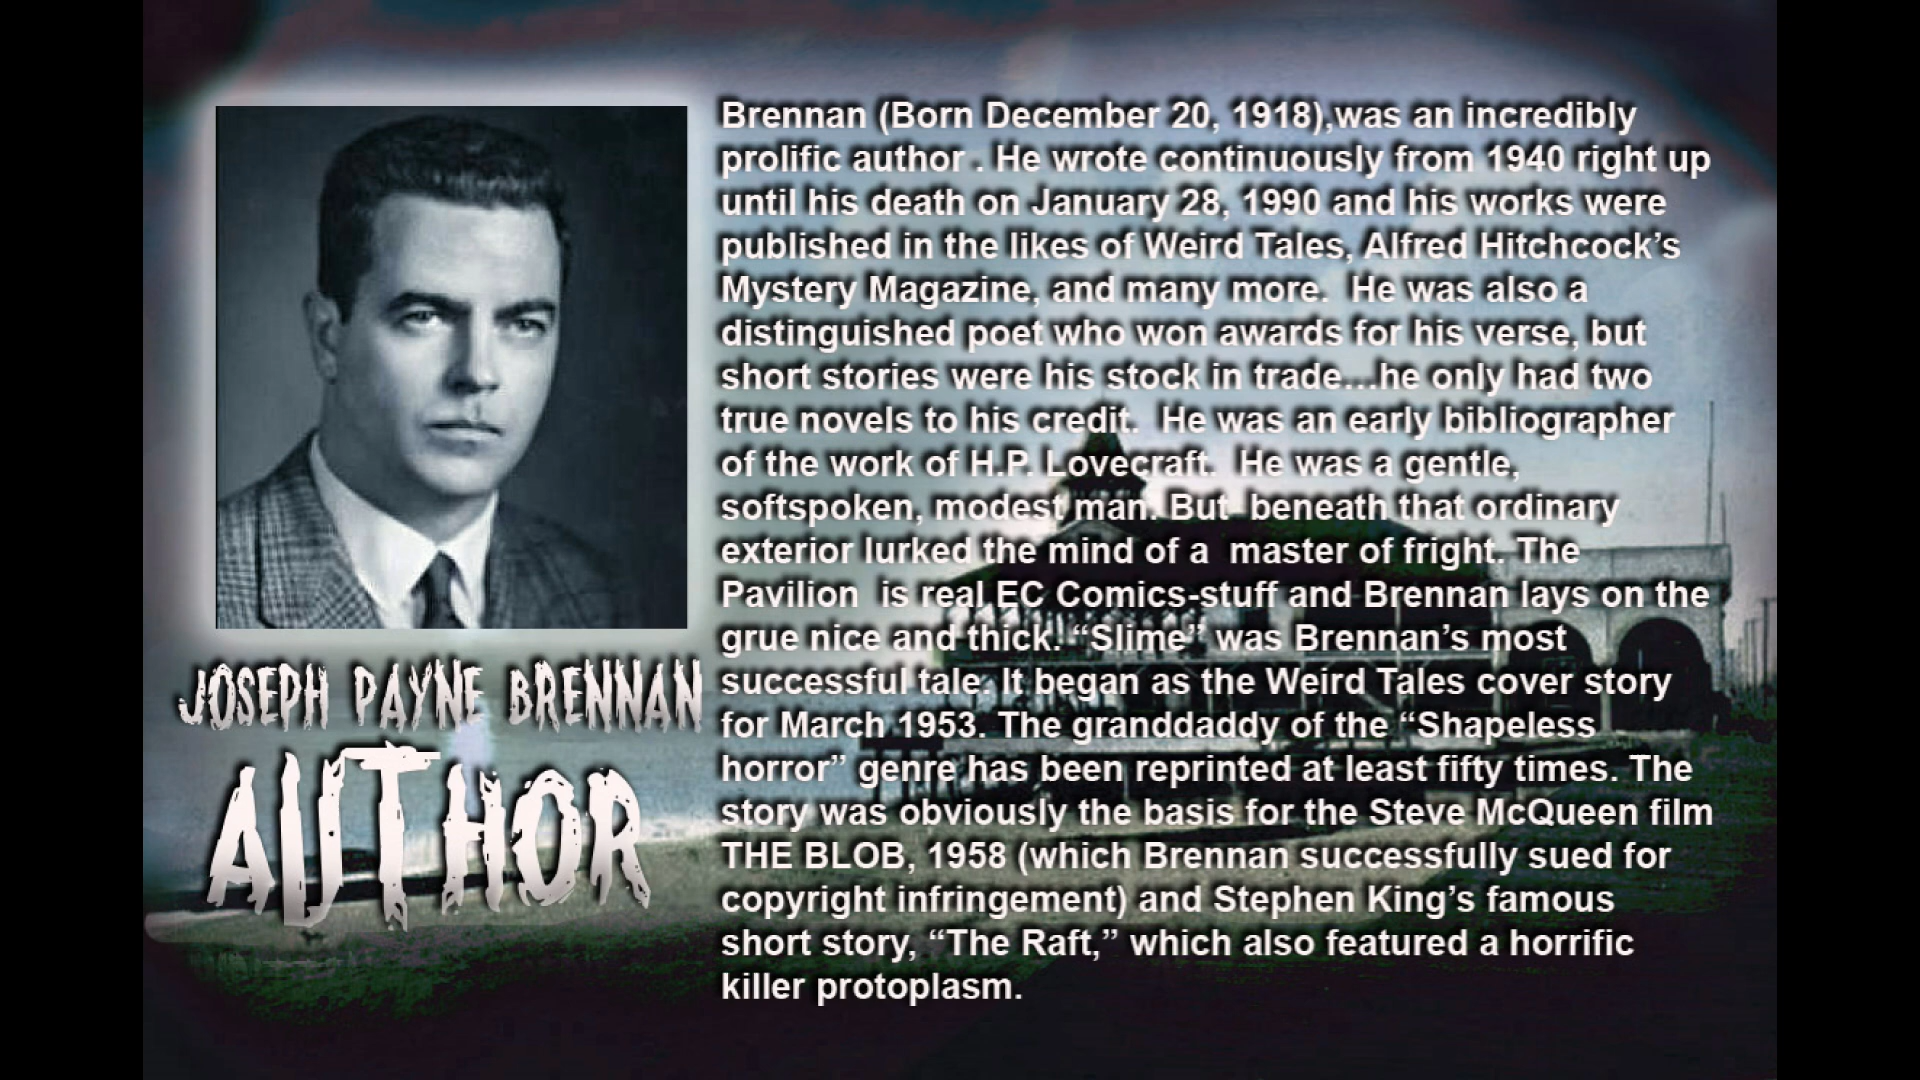 Brennan (Born December 20, 1918),was an incredibly
prolific author . He wrote continuously from 1940 right up
until his death on January 28, 1990 and his works were
published in the likes of Weird Tales, Alfred Hitchcock’s
Mystery Magazine, and many more.  He was also a
distinguished poet who won awards for his verse, but
short stories were his stock in trade…he only had two
true novels to his credit.  He was an early bibliographer
of the work of H.P. Lovecraft.  He was a gentle,
softspoken, modest man. But  beneath that ordinary
exterior lurked the mind of a  master of fright. The
Pavilion  is real EC Comics-stuff and Brennan lays on the
grue nice and thick! “Slime” was Brennan’s most
successful tale. It began as the Weird Tales cover story
for March 1953. The granddaddy of the “Shapeless
horror” genre has been reprinted at least fifty times. The
story was obviously the basis for the Steve McQueen film
THE BLOB, 1958 (which Brennan successfully sued for
copyright infringement) and Stephen King’s famous
short story, “The Raft,” which also featured a horrific
killer protoplasm.
JOSEPH PAYNE BRENNAN
AUTHOR